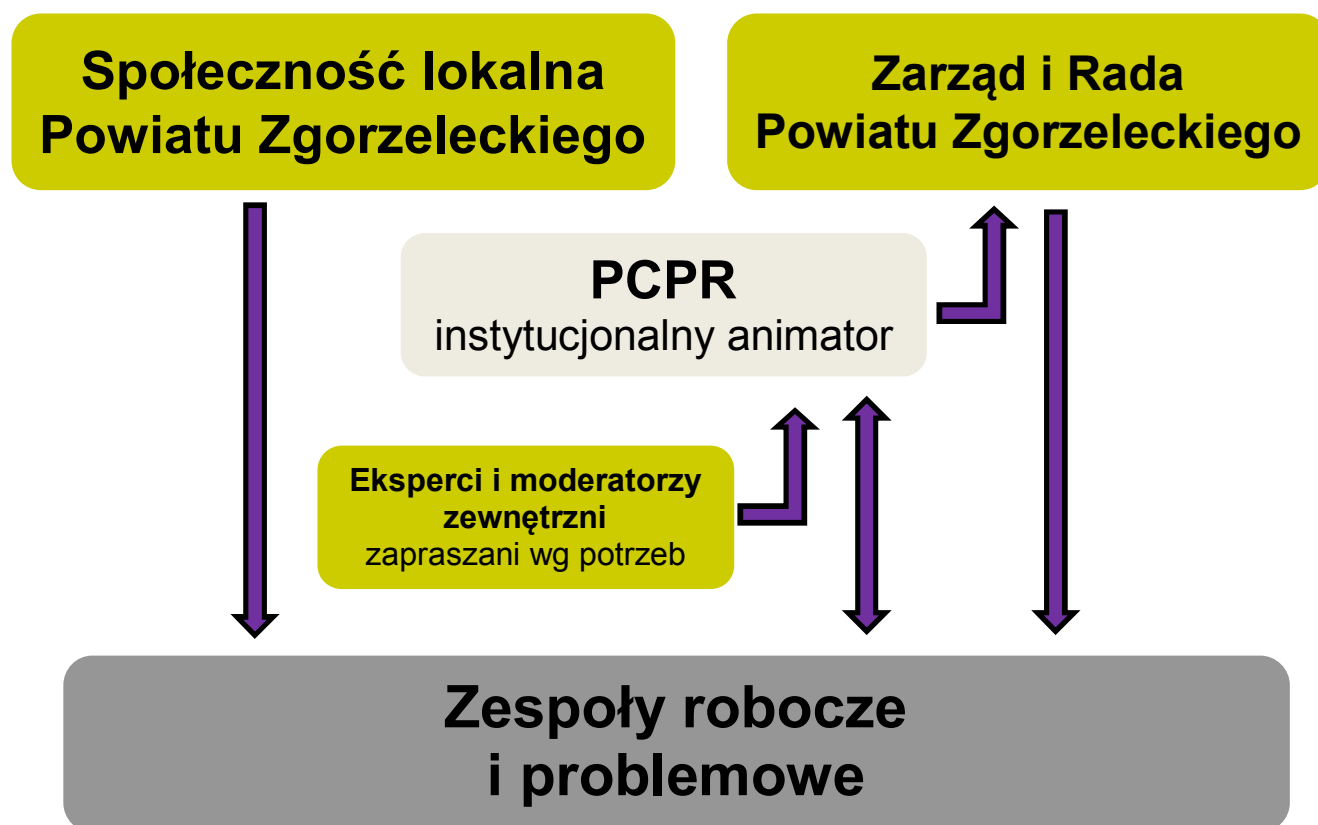 Społeczność lokalna
Powiatu Zgorzeleckiego
Zarząd i Rada
Powiatu Zgorzeleckiego
PCPR
instytucjonalny animator
Eksperci i moderatorzy
zewnętrzni
zapraszani wg potrzeb
Zespoły robocze
i problemowe